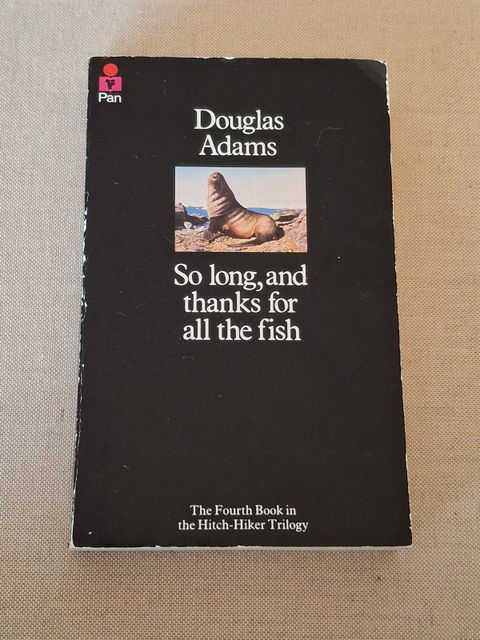 Pan
Douglas
Adams
So long, and
thanks for
all the fish
The Fourth Book in
the Hitch-Hiker Trilogy